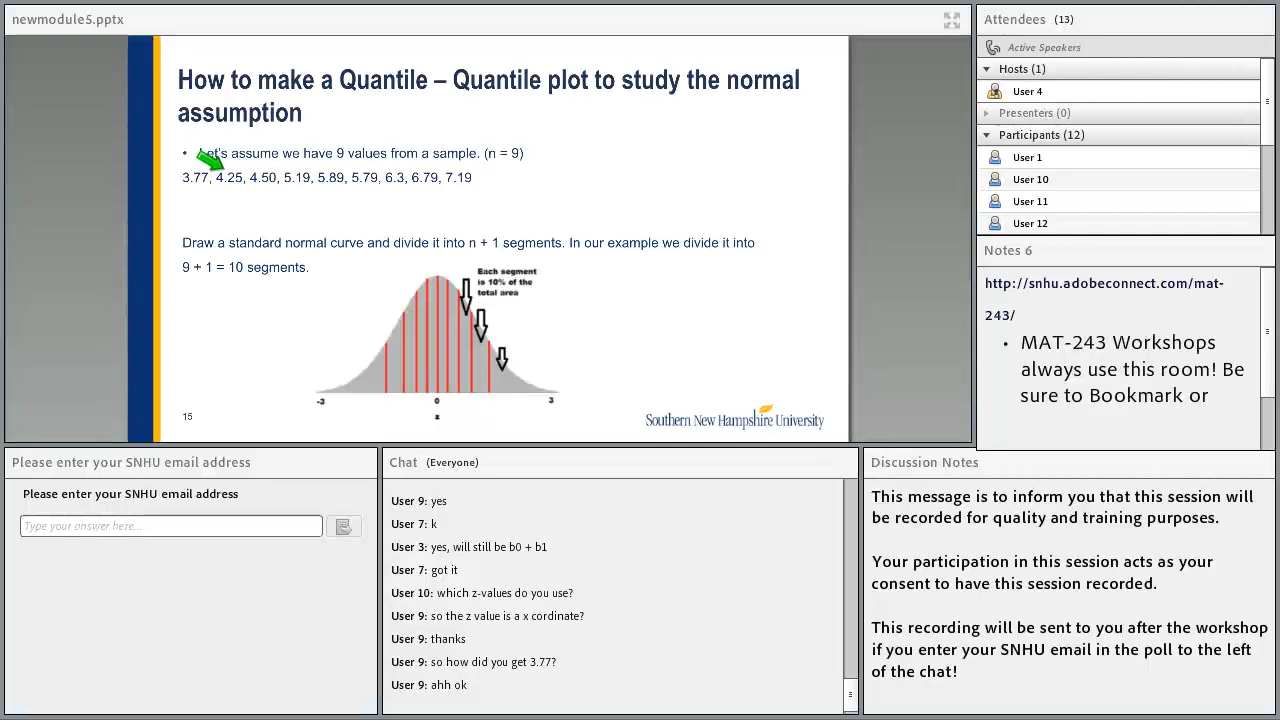 newmodule5.pptx
How to make a Quantile – Quantile plot to study the normal
assumption
• Let's assume we have 9 values from a sample. (n = 9)
3.77, 4.25, 4.50, 5.19, 5.89, 5.79, 6.3, 6.79, 7.19
Draw a standard normal curve and divide it into n + 1 segments. In our example we divide it into
9 + 1 = 10 segments.
Each segment
is 10% of the
total area
-3 0 3
z
15
Southern New Hampshire University
Attendees (13)
Active Speakers
Hosts (1)
User 4
Presenters (0)
Participants (12)
User 1
User 10
User 11
User 12
Notes 6
http://snhu.adobeconnect.com/mat-
243/
• MAT-243 Workshops
always use this room! Be
sure to Bookmark or
Please enter your SNHU email address
Please enter your SNHU email address
Type your answer here...
Chat (Everyone)
User 9: yes
User 7: k
User 3: yes, will still be b0 + b1
User 7: got it
User 10: which z-values do you use?
User 9: so the z value is a x cordinate?
User 9: thanks
User 9: so how did you get 3.77?
User 9: ahh ok
Discussion Notes
This message is to inform you that this session will
be recorded for quality and training purposes.
Your participation in this session acts as your
consent to have this session recorded.
This recording will be sent to you after the workshop
if you enter your SNHU email in the poll to the left
of the chat!